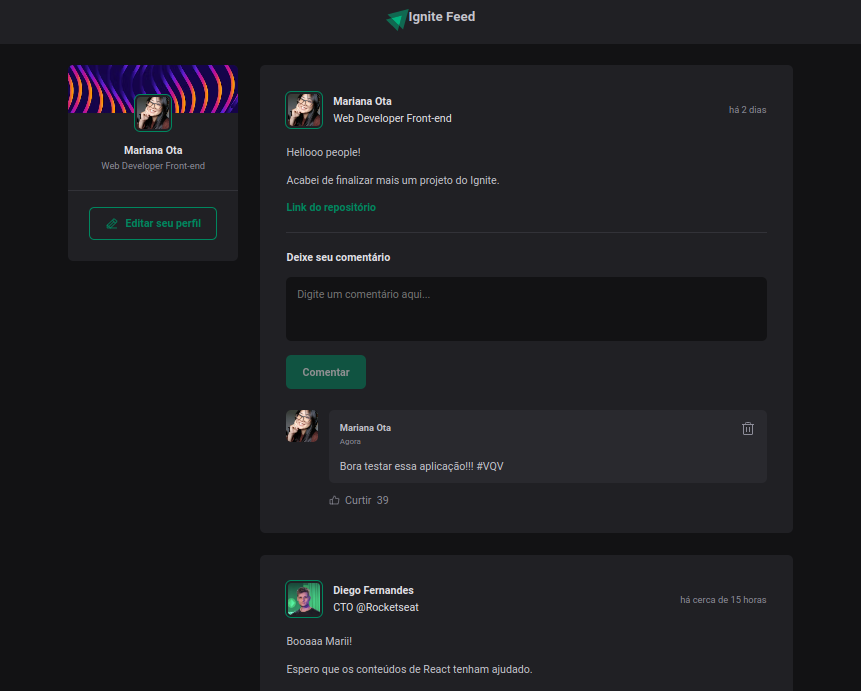 Ignite Feed
Mariana Ota
Web Developer Front-end
Editar seu perfil
Mariana Ota
Web Developer Front-end
há 2 dias
Hellooo people!
Acabei de finalizar mais um projeto do Ignite.
Link do repositório
Deixe seu comentário
Digite um comentário aqui...
Comentar
Mariana Ota
Agora
Bora testar essa aplicação!!! #VQV
Curtir 39
Diego Fernandes
CTO @Rocketseat
há cerca de 15 horas
Booaaa Marii!
Espero que os conteúdos de React tenham ajudado.